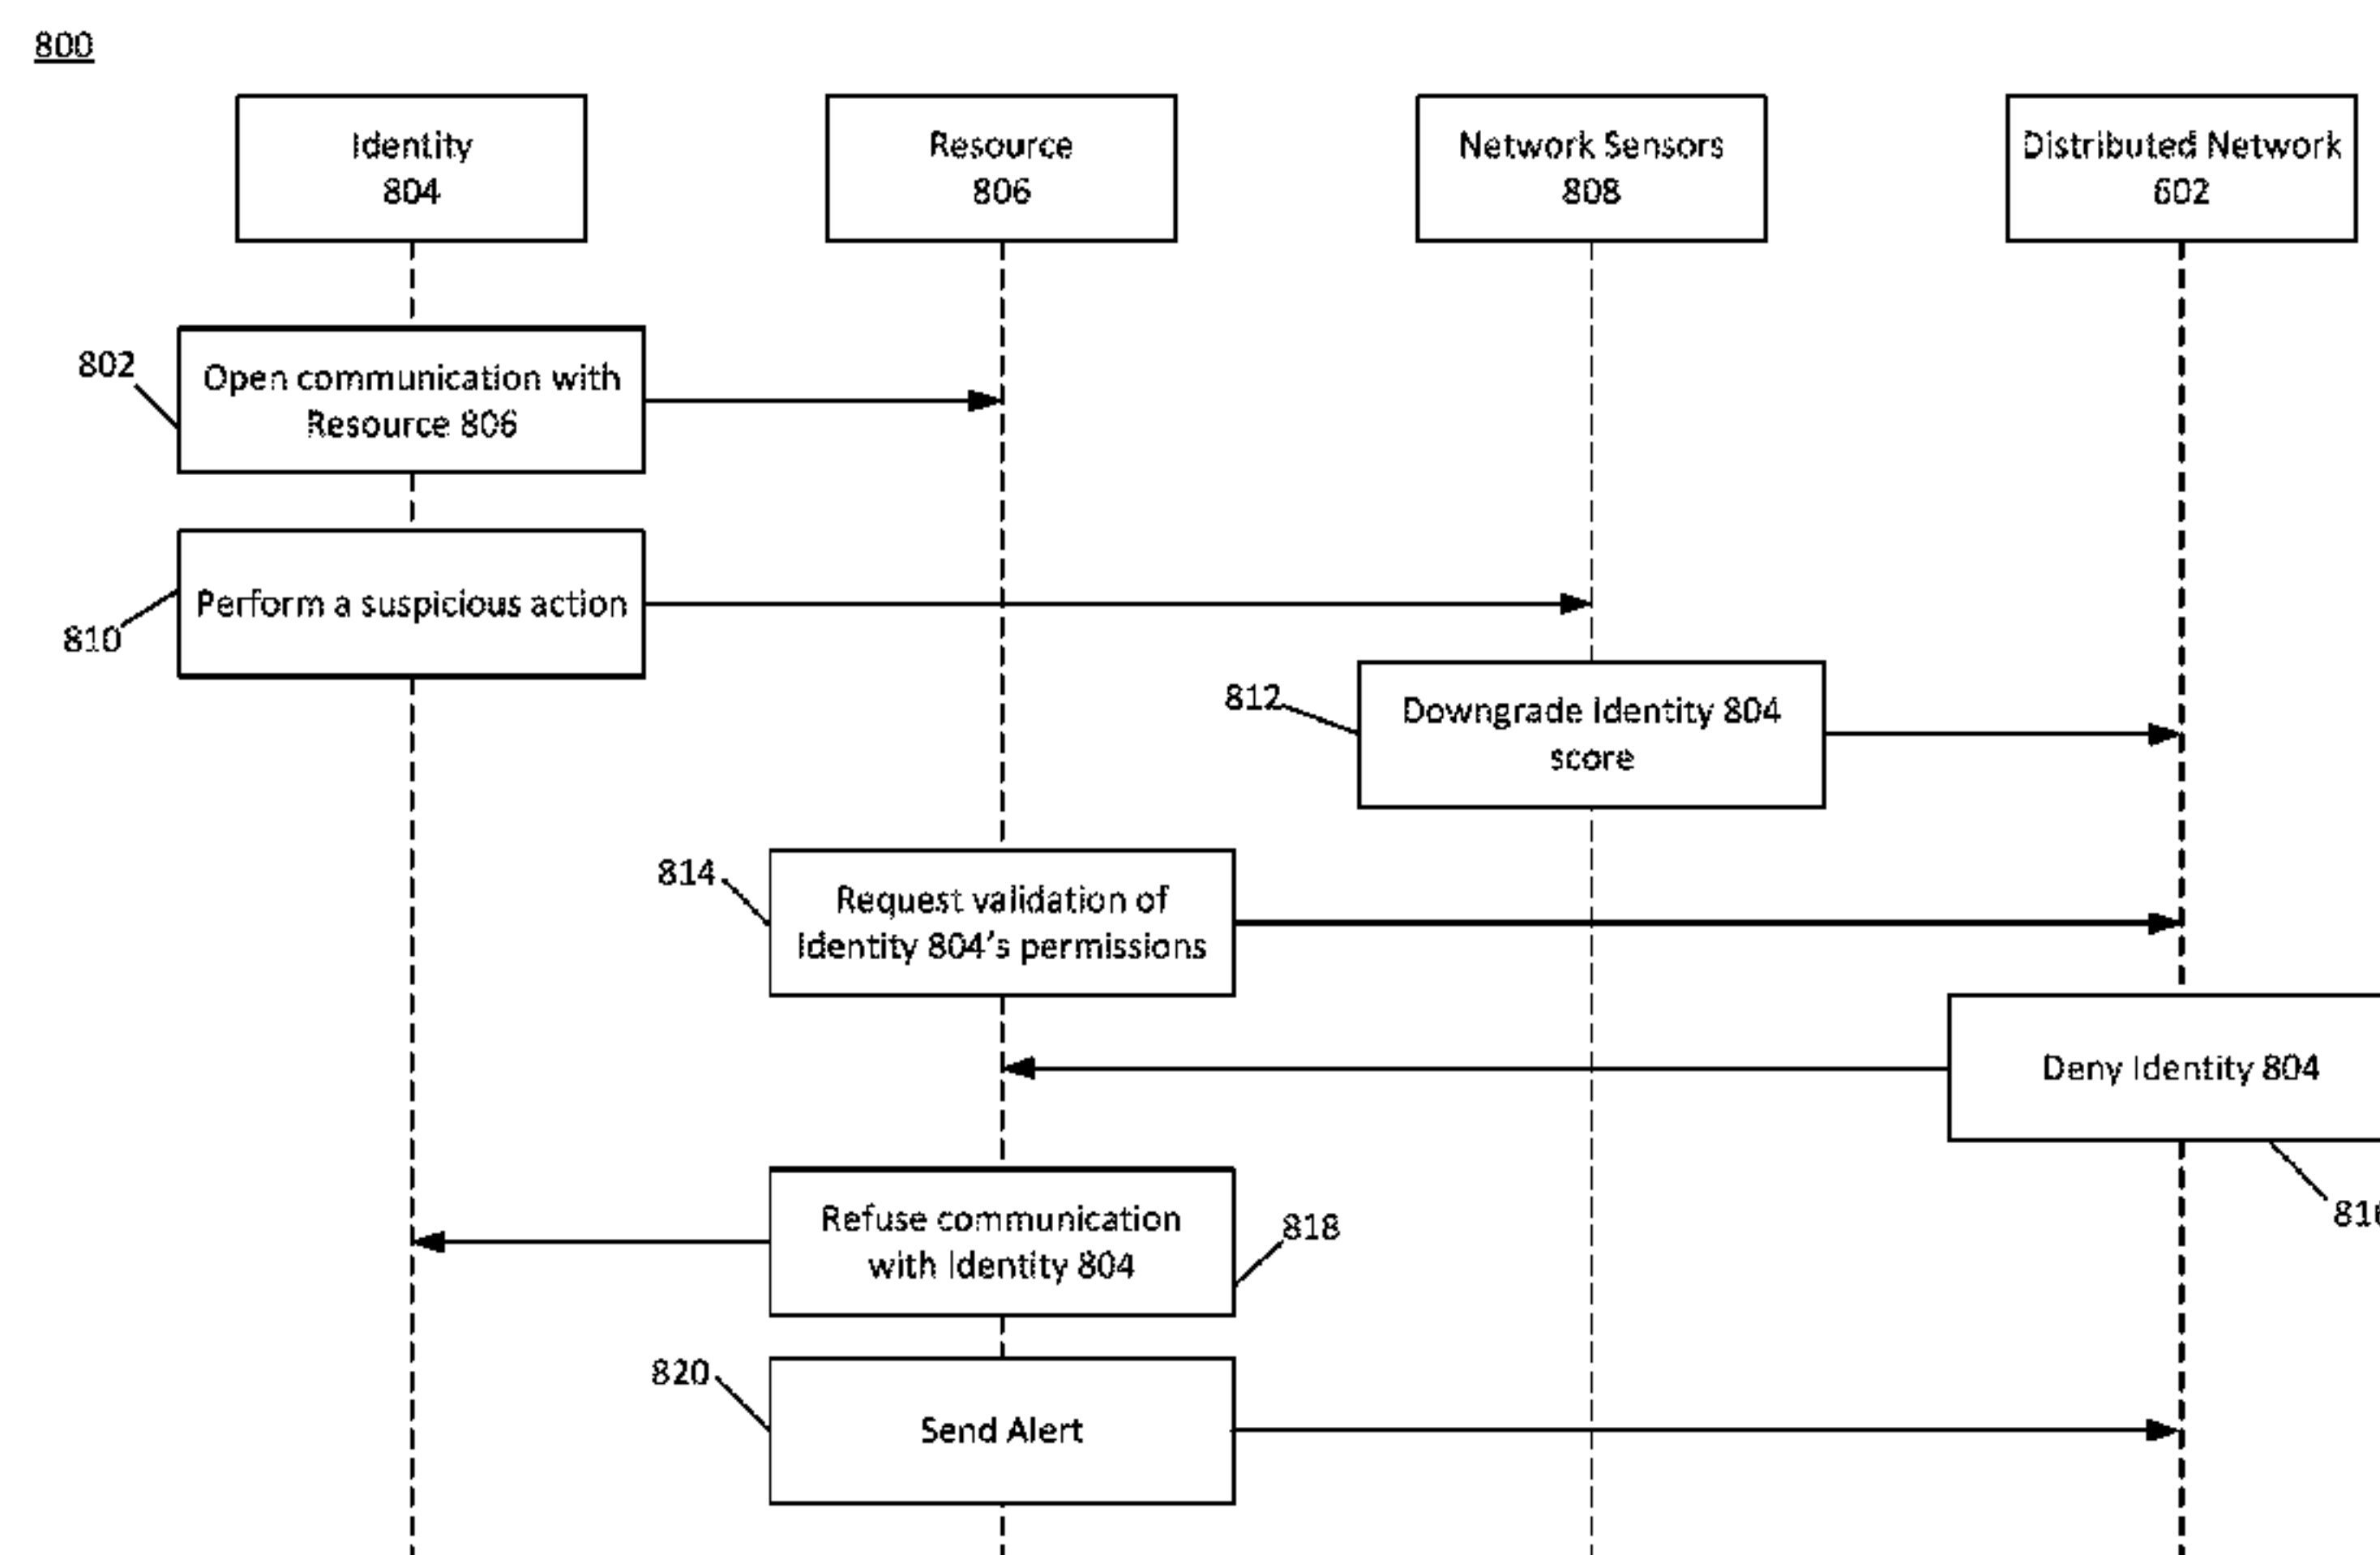 800
Identity
804
Resource
806
Network Sensors
808
Distributed Network
602
802
Open communication with
Resource 806
810
Perform a suspicious action
812
Downgrade Identity 804
score
814
Request validation of
Identity 804's permissions
Deny Identity 804
Refuse communication
with Identity 804
818
820
Send Alert